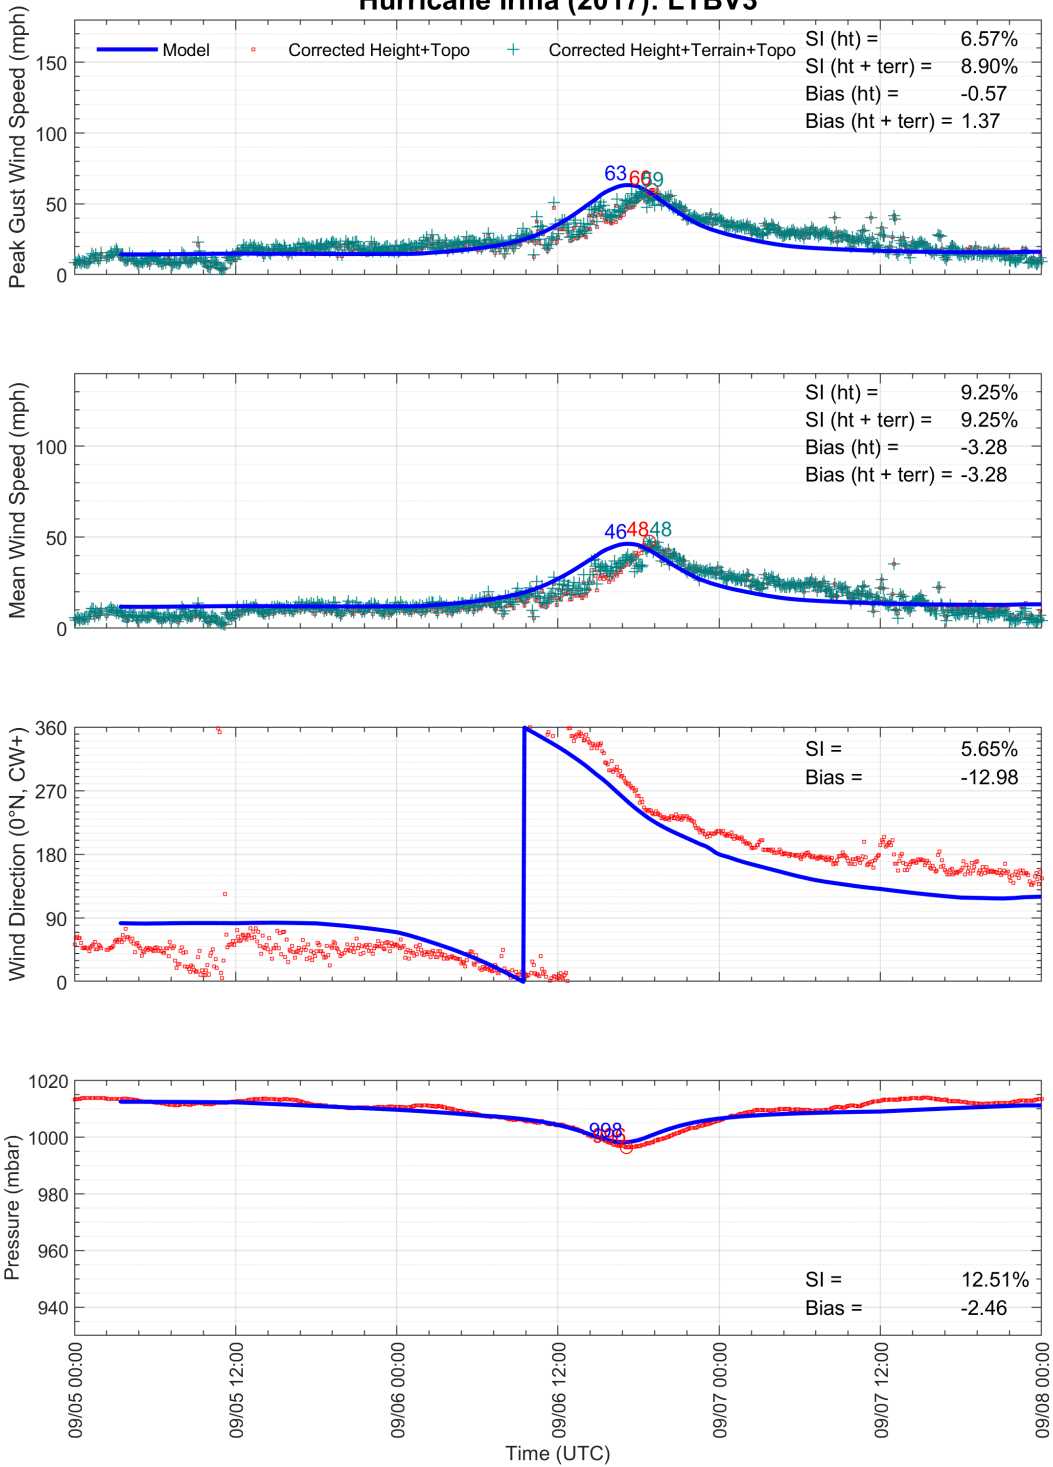 Hurricane Irma (2017): LTBV3
Peak Gust Wind Speed (mph)
150
100
50
0
Model
Corrected Height+Topo
Corrected Height+Terrain+Topo
SI (ht) = 6.57%
SI (ht + terr) = 8.90%
Bias (ht) = -0.57
Bias (ht + terr) = 1.37
63
60
59
Mean Wind Speed (mph)
100
50
0
SI (ht) = 9.25%
SI (ht + terr) = 9.25%
Bias (ht) = -3.28
Bias (ht + terr) = -3.28
46
48
48
Wind Direction (0°N, CW+)
360
270
180
90
0
SI = 5.65%
Bias = -12.98
Pressure (mbar)
1020
1000
980
960
940
998
SI = 12.51%
Bias = -2.46
09/05 00:00
09/05 12:00
09/06 00:00
09/06 12:00
09/07 00:00
09/07 12:00
09/08 00:00
Time (UTC)